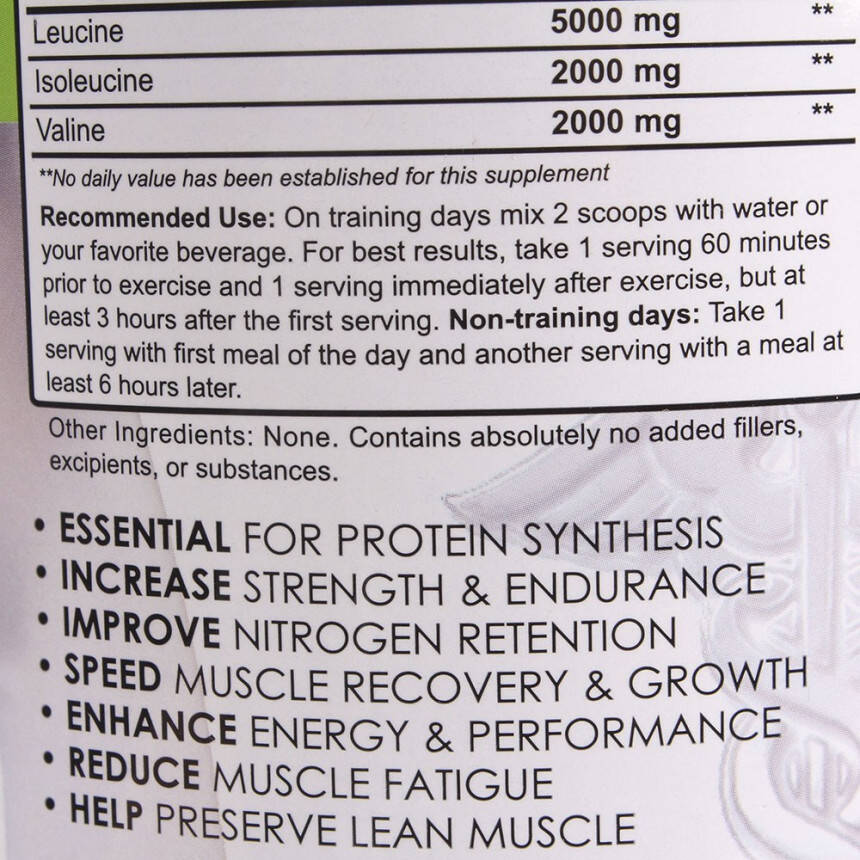 Leucine 5000 mg **
Isoleucine 2000 mg **
Valine 2000 mg **
**No daily value has been established for this supplement
Recommended Use: On training days mix 2 scoops with water or
your favorite beverage. For best results, take 1 serving 60 minutes
prior to exercise and 1 serving immediately after exercise, but at
least 3 hours after the first serving. Non-training days: Take 1
serving with first meal of the day and another serving with a meal at
least 6 hours later.
Other Ingredients: None. Contains absolutely no added fillers,
excipients, or substances.
• ESSENTIAL FOR PROTEIN SYNTHESIS
• INCREASE STRENGTH & ENDURANCE
• IMPROVE NITROGEN RETENTION
• SPEED MUSCLE RECOVERY & GROWTH
• ENHANCE ENERGY & PERFORMANCE
• REDUCE MUSCLE FATIGUE
• HELP PRESERVE LEAN MUSCLE